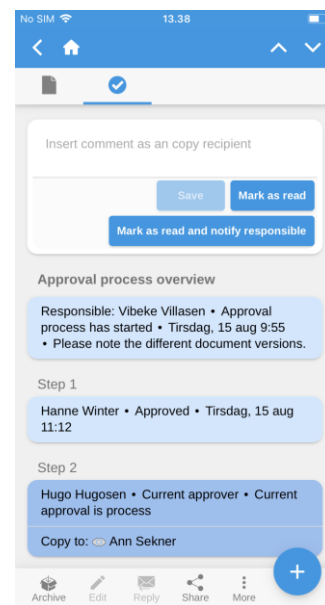 No SIM 13.38
Insert comment as an copy recipient
Save Mark as read
Mark as read and notify responsible
Approval process overview
Responsible: Vibeke Villasen • Approval
process has started • Tirsdag, 15 aug 9:55
• Please note the different document versions.
Step 1
Hanne Winter • Approved • Tirsdag, 15 aug
11:12
Step 2
Hugo Hugosen • Current approver • Current
approval is process
Copy to: Ann Sekner
Archive Edit Reply Share More